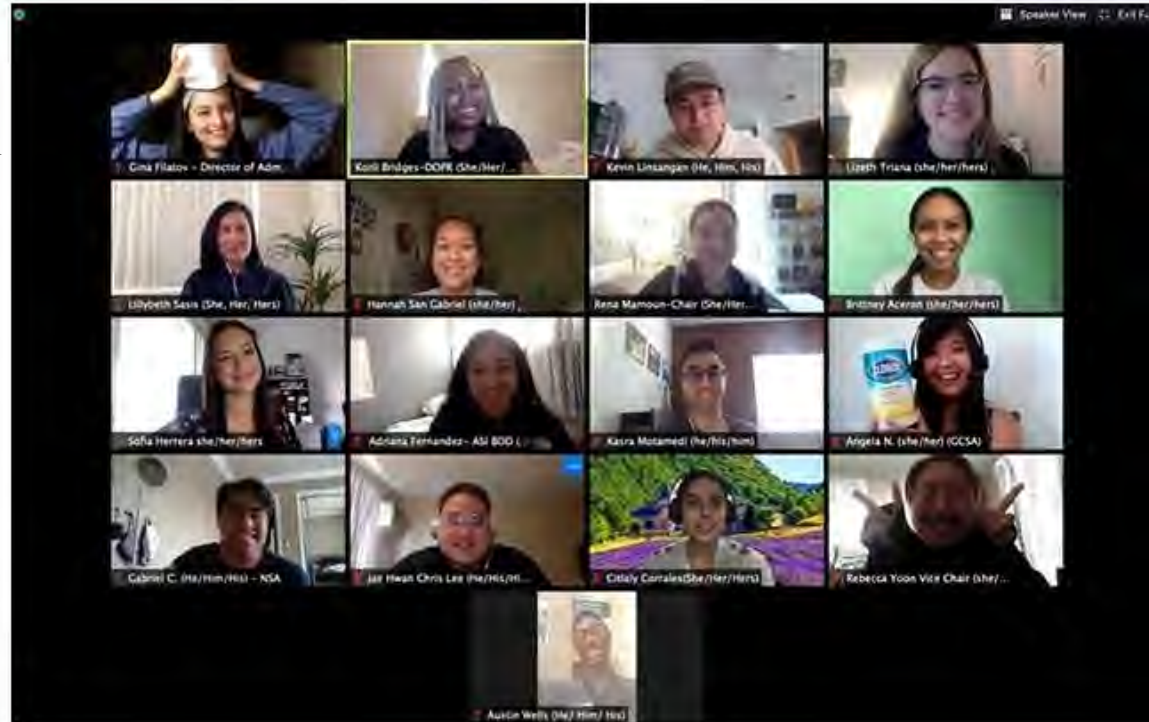 Speaker View
Exit Fu
Gina Filatov - Director of Adm...
Korii Bridges-DDPR (She/Her/...
Kevin Linsangan (He, Him, His)
Lizeth Triana (she/her/hers)
Lillybeth Sasis (She, Her, Hers)
Hannah San Gabriel (she/her)
Rena Mamoun-Chair (She/Her...
Brittney Aceron (she/her/hers)
Sofia Herrera she/her/hers
Adriana Fernandez- ASI BOD (...
Kasra Motamedi (he/his/him)
CLOROX
Angela N. (she/her) (GCSA)
Gabriel C. (He/Him/His) - NSA
Jae Hwan Chris Lee (He/His/Hi...
Citlaly Corrales(She/Her/Hers)
Rebecca Yoon Vice Chair (she/...
Austin Wells (He/ Him/ His)